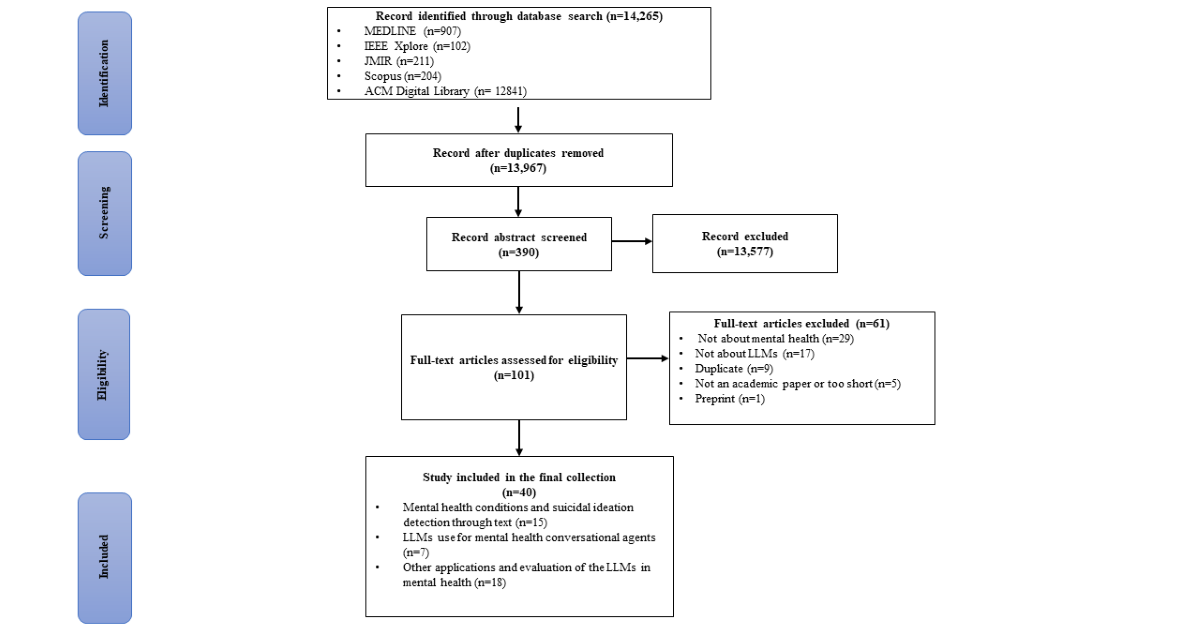 Identification
Record identified through database search (n=14,265)
• MEDLINE (n=907)
• IEEE Xplore (n=102)
• JMIR (n=211)
• Scopus (n=204)
• ACM Digital Library (n= 12841)
Record after duplicates removed
(n=13,967)
Screening
Record abstract screened
(n=390)
Record excluded
(n=13,577)
Eligibility
Full-text articles assessed for eligibility
(n=101)
Full-text articles excluded (n=61)
• Not about mental health (n=29)
• Not about LLMs (n=17)
• Duplicate (n=9)
• Not an academic paper or too short (n=5)
• Preprint (n=1)
Included
Study included in the final collection
(n=40)
• Mental health conditions and suicidal ideation
detection through text (n=15)
• LLMs use for mental health conversational agents
(n=7)
• Other applications and evaluation of the LLMs in
mental health (n=18)